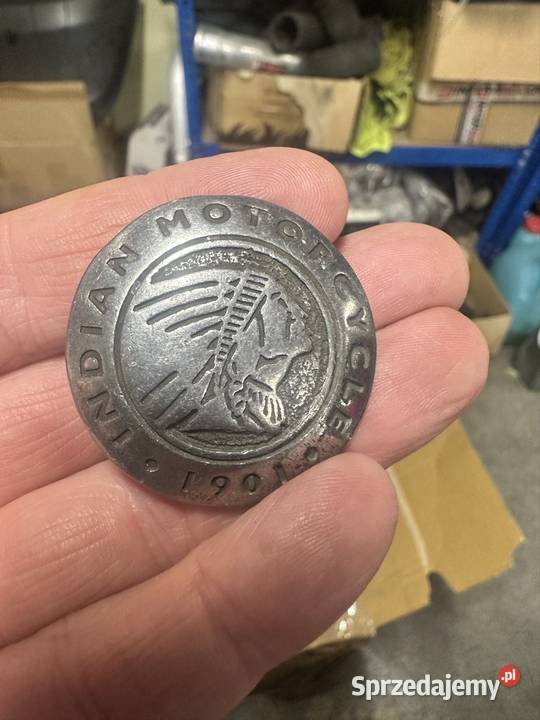 INDIAN MOTORCYCLE
• 1901 •
Sprzedajemy.pl